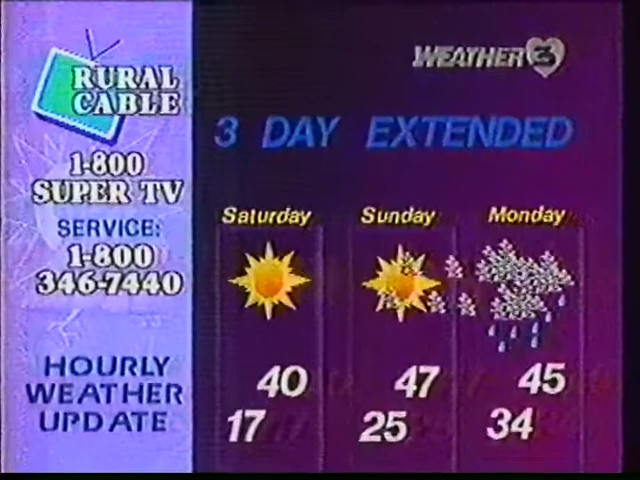 RURAL
CABLE
1-800
SUPER TV
SERVICE:
1-800
346-7440
HOURLY
WEATHER
UPDATE
WEATHER 3
3 DAY EXTENDED
Saturday Sunday Monday
40 47 45
17 25 34